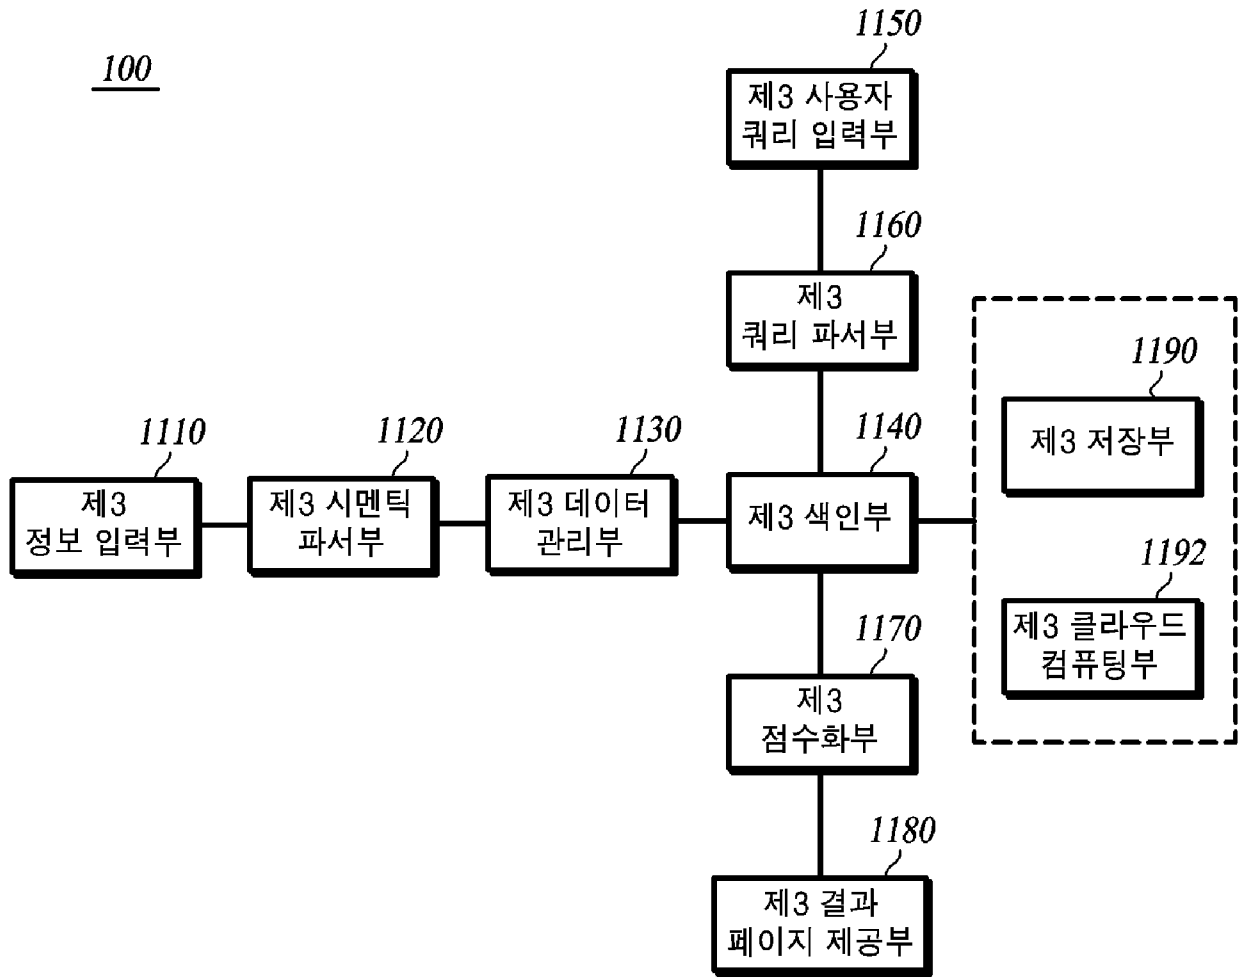 100
1150
제3 사용자
쿼리 입력부
1160
제3
쿼리 파서부
1190
제3 저장부
1110
제3
정보 입력부
1120
제3 시멘틱
파서부
1130
제3 데이터
관리부
1140
제3 색인부
1192
제3 클라우드
컴퓨팅부
1170
제3
점수화부
1180
제3 결과
페이지 제공부